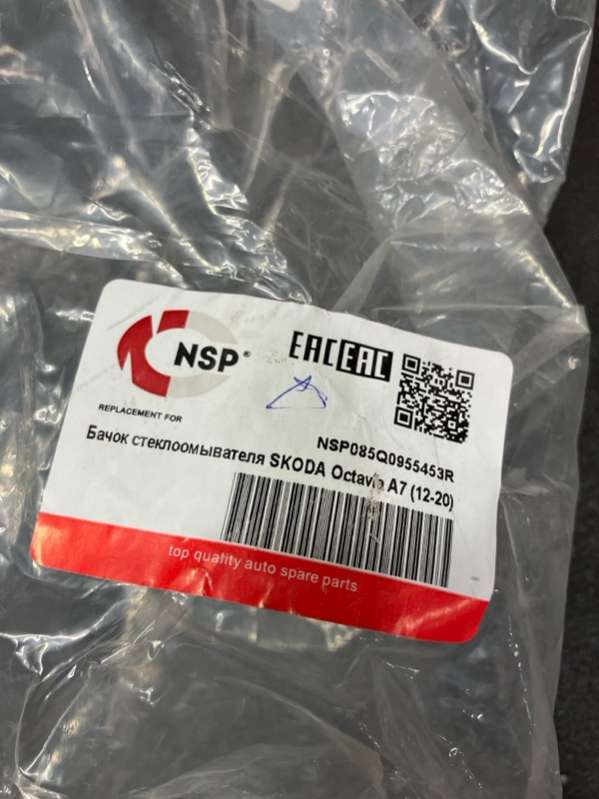 NSP®
EAC EAC
REPLACEMENT FOR
NSP085Q0955453R
Бачок стеклоомывателя SKODA Octavia A7 (12-20)
top quality auto spare parts